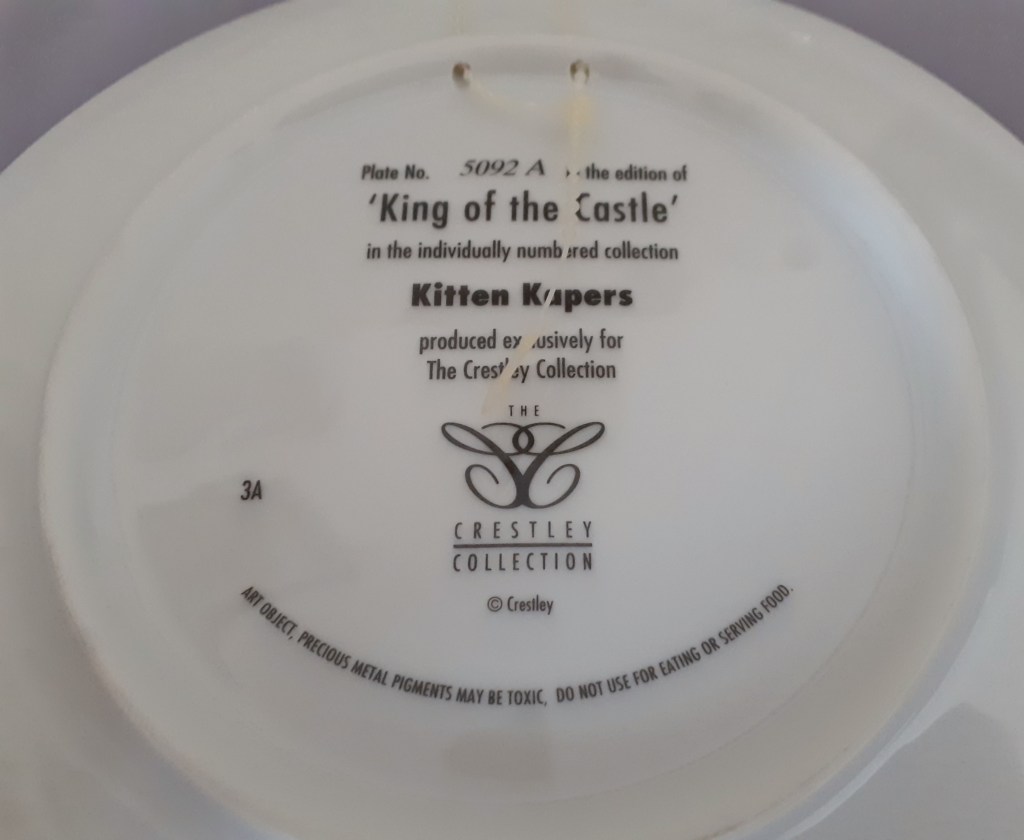 Plate No. 5092 A the edition of
‘King of the Castle’
in the individually numbered collection
Kitten Kapers
produced exclusively for
The Crestley Collection
THE
CRESTLEY
COLLECTION
© Crestley
3A
ART OBJECT, PRECIOUS METAL PIGMENTS MAY BE TOXIC, DO NOT USE FOR EATING OR SERVING FOOD.